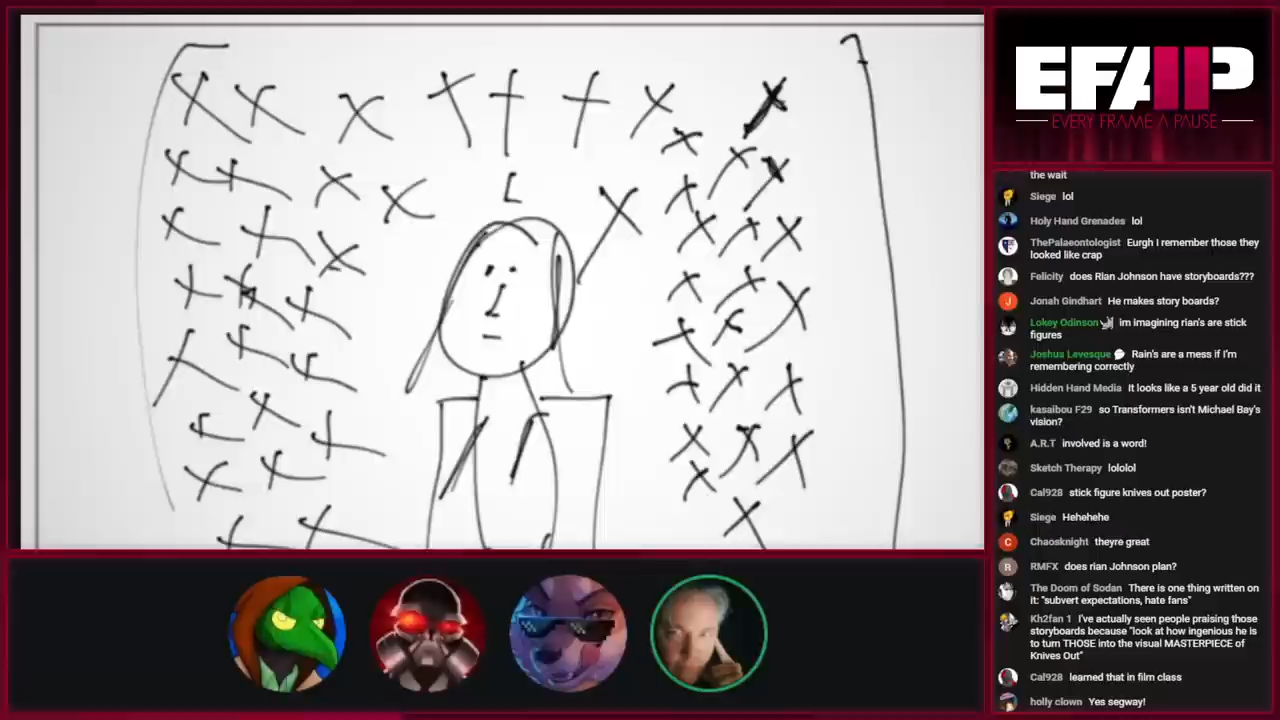 EFAP
EVERY FRAME A PAUSE
the wait
Siege lol
Holy Hand Grenades lol
ThePalaeontologist Eurgh I remember those they
looked like crap
Felicity does Rian Johnson have storyboards???
J
Jonah Gindhart He makes story boards?
Lokey Odinson im imagining rian's are stick
figures
Joshua Levesque Rain's are a mess if I'm
remembering correctly
Hidden Hand Media It looks like a 5 year old did it
kasaibou F29 so Transformers isn't Michael Bay's
vision?
A.R.T involved is a word!
Sketch Therapy lololol
Cal928 stick figure knives out poster?
Siege Hehehehe
C
Chaosknight theyre great
R
RMFX does rian Johnson plan?
The Doom of Sodan There is one thing written on
it: "subvert expectations, hate fans"
Kh2fan 1 I've actually seen people praising those
storyboards because "look at how ingenious he is
to turn THOSE into the visual MASTERPIECE of
Knives Out"
Cal928 learned that in film class
holly clown Yes segway!